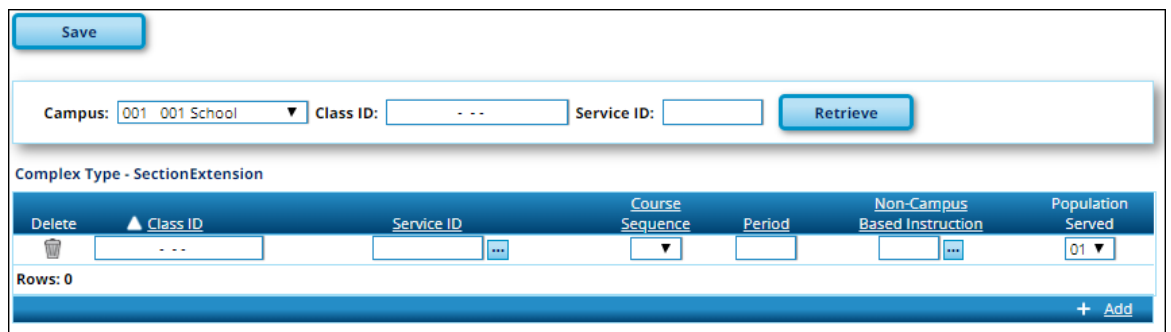 Save
Campus: 001 001 School Class ID: - - - Service ID: Retrieve
Complex Type - SectionExtension
Delete Class ID Service ID Course Sequence Period Non-Campus Based Instruction Population Served
- - - ... ... 01
Rows: 0
+ Add